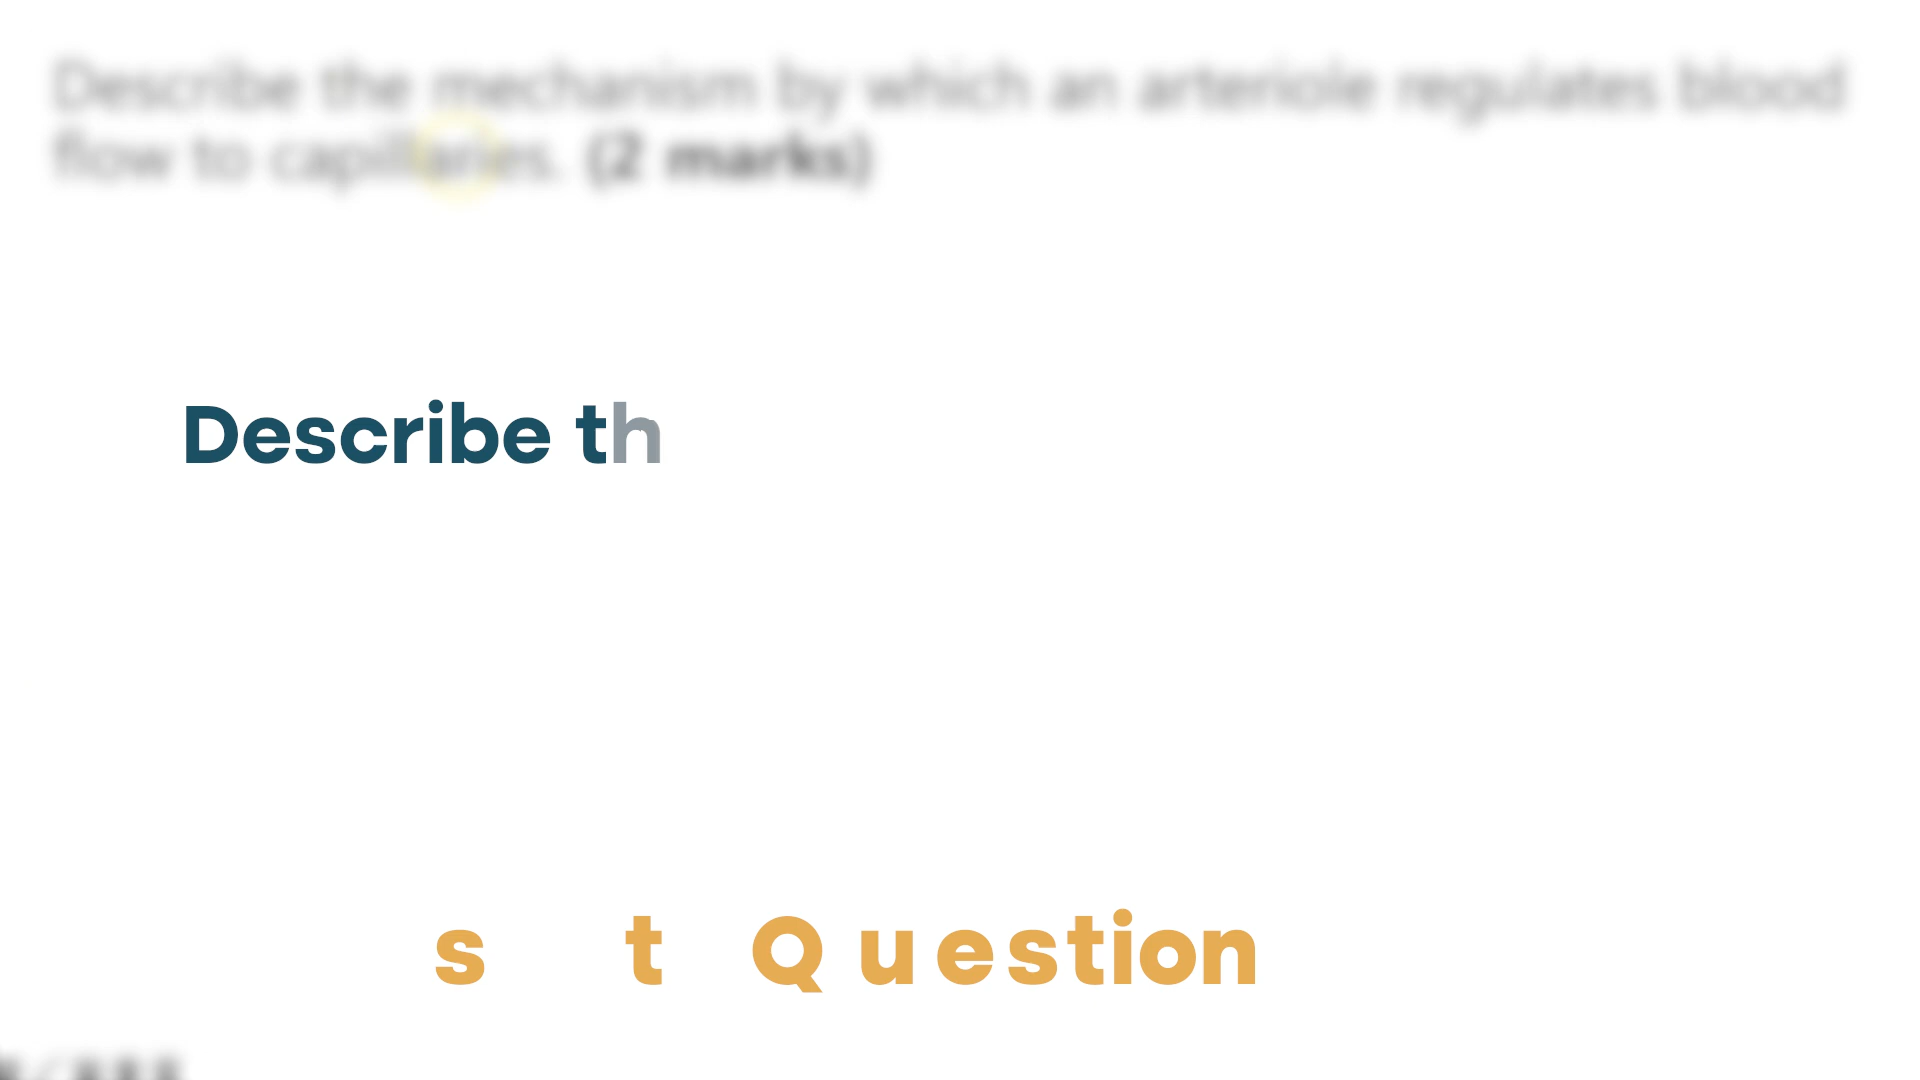 Describe the mechanism by which an arteriole regulates blood
flow to capillaries. (2 marks)
Describe th
s t Question